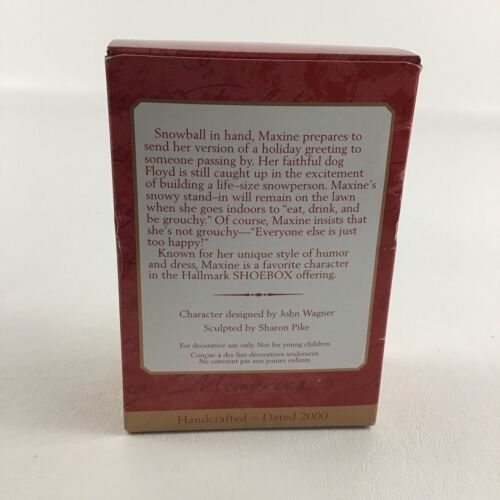 Snowball in hand, Maxine prepares to
send her version of a holiday greeting to
someone passing by. Her faithful dog
Floyd is still caught up in the excitement
of building a life–size snowperson. Maxine's
snowy stand–in will remain on the lawn
when she goes indoors to "eat, drink, and
be grouchy." Of course, Maxine insists that
she's not grouchy—"Everyone else is just
too happy!"
Known for her unique style of humor
and dress, Maxine is a favorite character
in the Hallmark SHOEBOX offering.
Character designed by John Wagner
Sculpted by Sharon Pike
For decorative use only. Not for young children.
Conçue à des fins décoratives seulement.
Ne convient pas aux jeunes enfants.
Memories
Handcrafted ~ Dated 2000